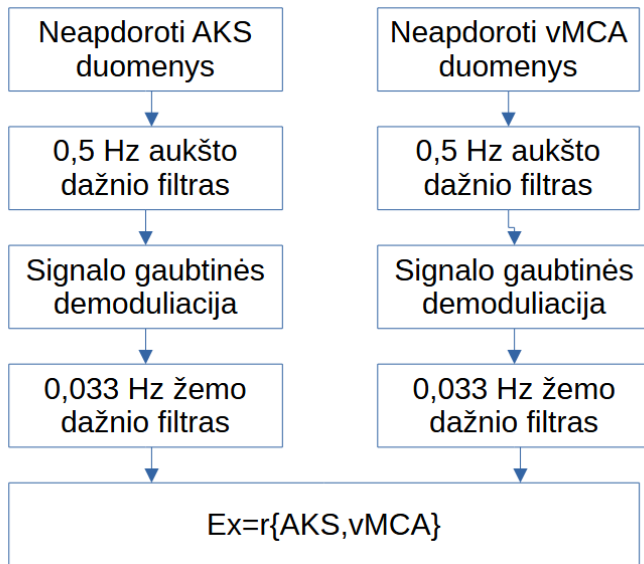 Neapdoroti AKS
duomenys
Neapdoroti vMCA
duomenys
0,5 Hz aukšto
dažnio filtras
0,5 Hz aukšto
dažnio filtras
Signalo gaubtinės
demoduliacija
Signalo gaubtinės
demoduliacija
0,033 Hz žemo
dažnio filtras
0,033 Hz žemo
dažnio filtras
Ex=r{AKS,vMCA}